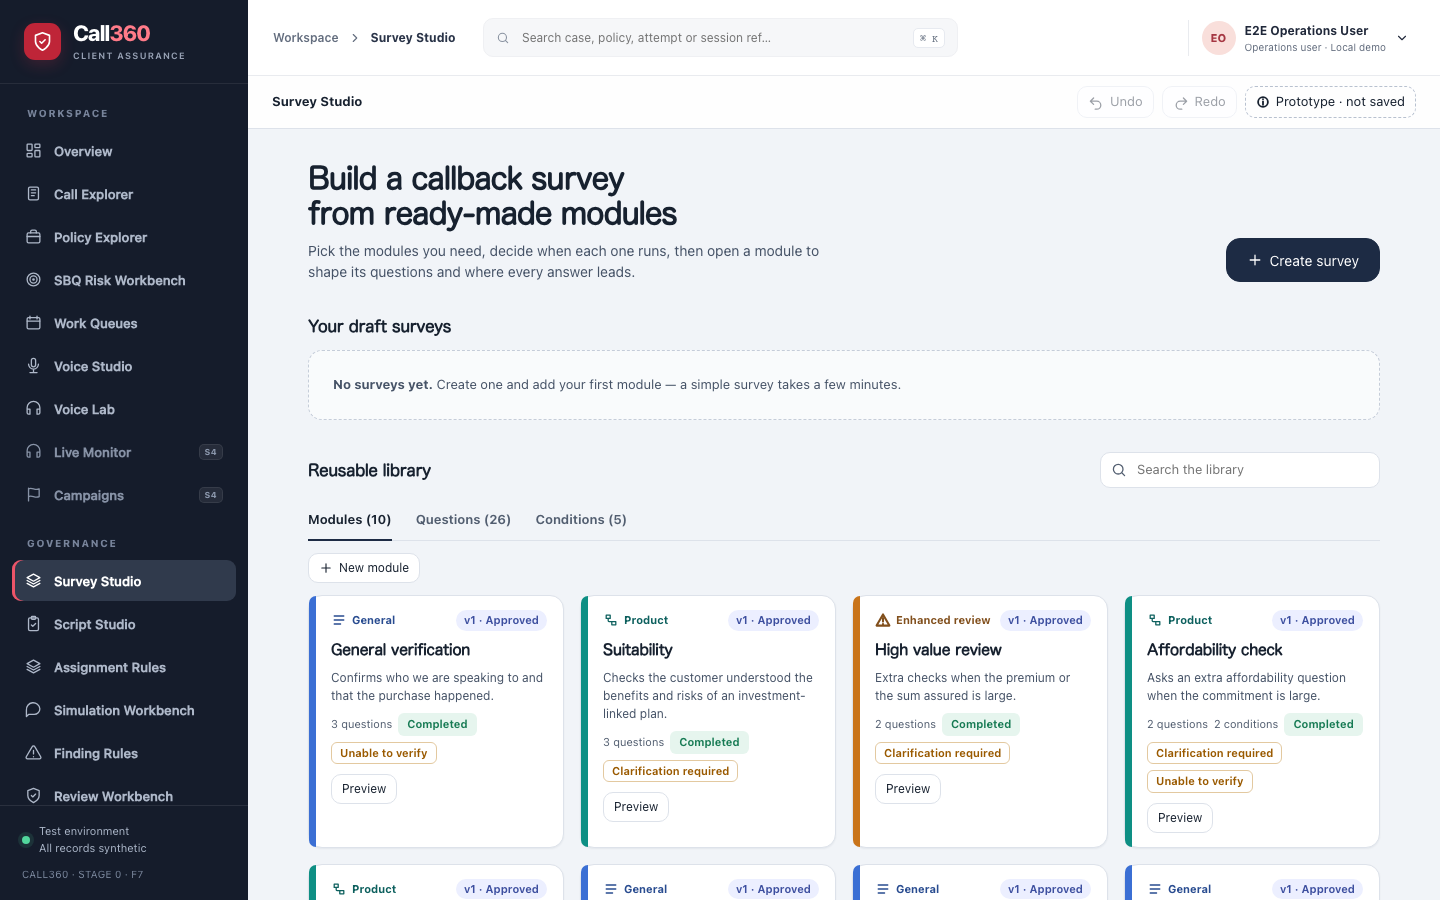 Call360
CLIENT ASSURANCE
WORKSPACE
Overview
Call Explorer
Policy Explorer
SBQ Risk Workbench
Work Queues
Voice Studio
Voice Lab
Live Monitor S4
Campaigns S4
GOVERNANCE
Survey Studio
Script Studio
Assignment Rules
Simulation Workbench
Finding Rules
Review Workbench
Test environment
All records synthetic
CALL360 · STAGE 0 · F7
Workspace > Survey Studio
Search case, policy, attempt or session ref...
⌘ K
EO
E2E Operations User
Operations user · Local demo
Survey Studio
Undo
Redo
Prototype · not saved
Build a callback survey
from ready-made modules
Pick the modules you need, decide when each one runs, then open a module to
shape its questions and where every answer leads.
+ Create survey
Your draft surveys
No surveys yet. Create one and add your first module — a simple survey takes a few minutes.
Reusable library
Search the library
Modules (10) Questions (26) Conditions (5)
+ New module
General v1 · Approved
General verification
Confirms who we are speaking to and
that the purchase happened.
3 questions Completed
Unable to verify
Preview
Product v1 · Approved
Suitability
Checks the customer understood the
benefits and risks of an investment-
linked plan.
3 questions Completed
Clarification required
Preview
Enhanced review v1 · Approved
High value review
Extra checks when the premium or
the sum assured is large.
2 questions Completed
Clarification required
Preview
Product v1 · Approved
Affordability check
Asks an extra affordability question
when the commitment is large.
2 questions 2 conditions Completed
Clarification required
Unable to verify
Preview
Product v1 · Approved
General v1 · Approved
General v1 · Approved
General v1 · Approved